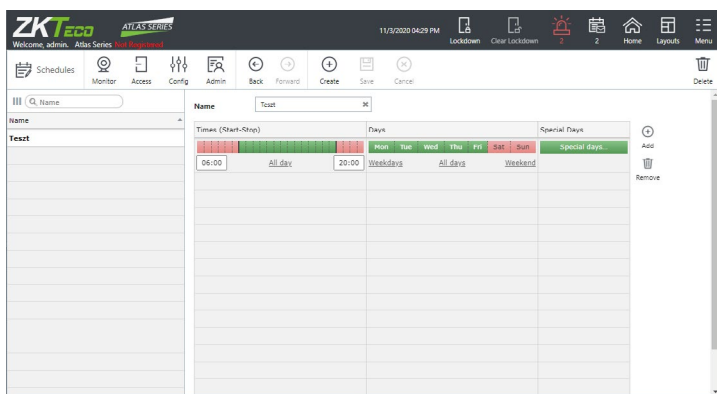 ZKTeco ATLAS SERIES
Welcome, admin. Atlas Series Not Registered
11/3/2020 04:29 PM
Lockdown Clear Lockdown 2 2 Home Layouts Menu
Schedules Monitor Access Config Admin Back Forward Create Save Cancel Delete
Name
Name
Teszt
Name Teszt
Times (Start-Stop) Days Special Days
Mon Tue Wed Thu Fri Sat Sun Special days...
06:00 All day 20:00 Weekdays All days Weekend
Add
Remove